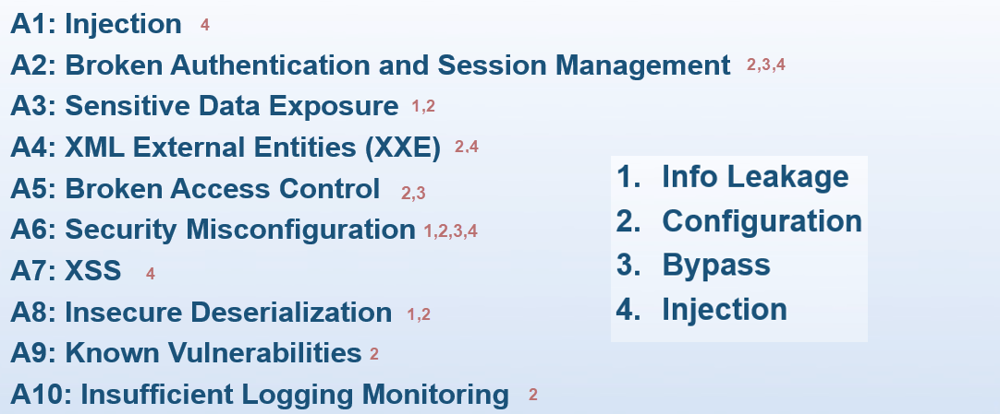 A1: Injection 4
A2: Broken Authentication and Session Management 2,3,4
A3: Sensitive Data Exposure 1,2
A4: XML External Entities (XXE) 2,4
A5: Broken Access Control 2,3
A6: Security Misconfiguration 1,2,3,4
A7: XSS 4
A8: Insecure Deserialization 1,2
A9: Known Vulnerabilities 2
A10: Insufficient Logging Monitoring 2
1. Info Leakage
2. Configuration
3. Bypass
4. Injection